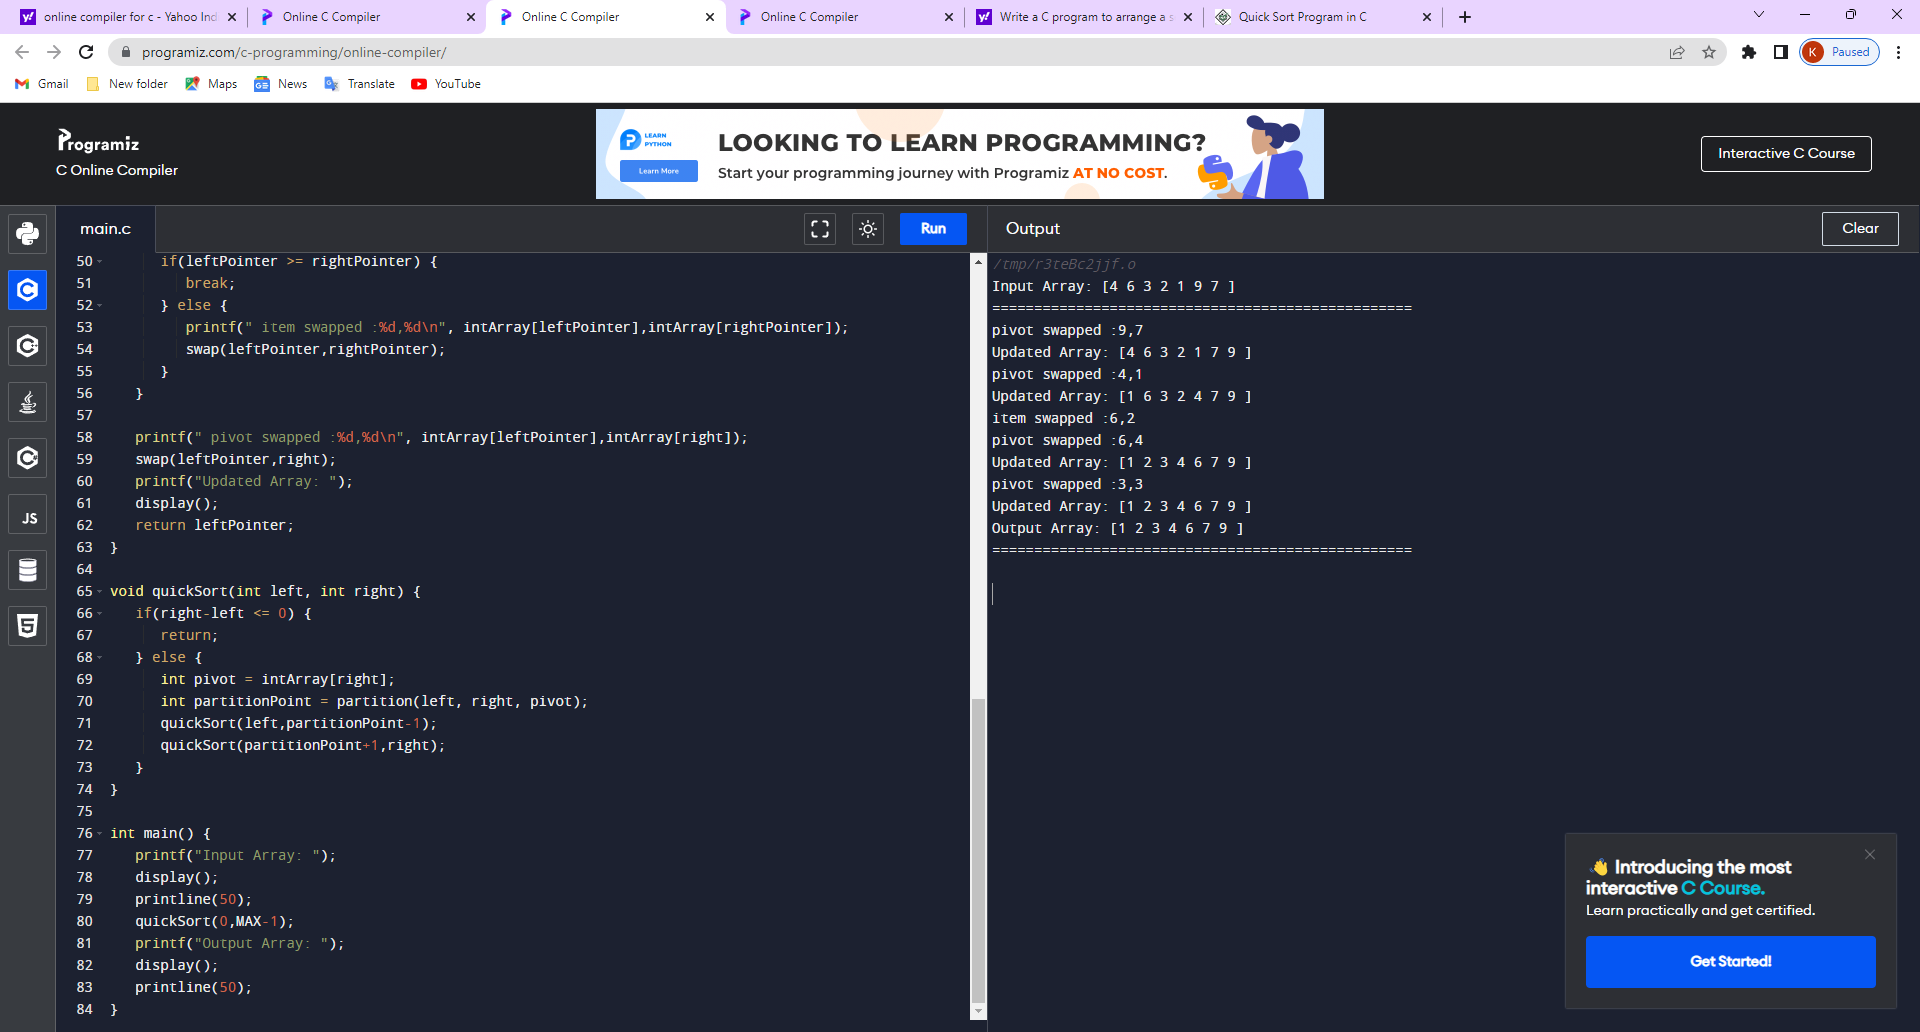 online compiler for c - Yahoo Ind
Online C Compiler
Online C Compiler
Online C Compiler
Write a C program to arrange a s
Quick Sort Program in C
programiz.com/c-programming/online-compiler/
K Paused
Gmail
New folder
Maps
News
Translate
YouTube
Programiz
C Online Compiler
LEARN
PYTHON
Learn More
LOOKING TO LEARN PROGRAMMING?
Start your programming journey with Programiz AT NO COST.
Interactive C Course
main.c
Run
Output
Clear
JS
50 if(leftPointer >= rightPointer) {
51 break;
52 } else {
53 printf(" item swapped :%d,%d\n", intArray[leftPointer],intArray[rightPointer]);
54 swap(leftPointer,rightPointer);
55 }
56 }
57
58 printf(" pivot swapped :%d,%d\n", intArray[leftPointer],intArray[right]);
59 swap(leftPointer,right);
60 printf("Updated Array: ");
61 display();
62 return leftPointer;
63 }
64
65 void quickSort(int left, int right) {
66 if(right-left <= 0) {
67 return;
68 } else {
69 int pivot = intArray[right];
70 int partitionPoint = partition(left, right, pivot);
71 quickSort(left,partitionPoint-1);
72 quickSort(partitionPoint+1,right);
73 }
74 }
75
76 int main() {
77 printf("Input Array: ");
78 display();
79 printline(50);
80 quickSort(0,MAX-1);
81 printf("Output Array: ");
82 display();
83 printline(50);
84 }
/tmp/r3teBc2jjf.o
Input Array: [4 6 3 2 1 9 7 ]
==================================================
pivot swapped :9,7
Updated Array: [4 6 3 2 1 7 9 ]
pivot swapped :4,1
Updated Array: [1 6 3 2 4 7 9 ]
item swapped :6,2
pivot swapped :6,4
Updated Array: [1 2 3 4 6 7 9 ]
pivot swapped :3,3
Updated Array: [1 2 3 4 6 7 9 ]
Output Array: [1 2 3 4 6 7 9 ]
==================================================
👋 Introducing the most
interactive C Course.
Learn practically and get certified.
Get Started!